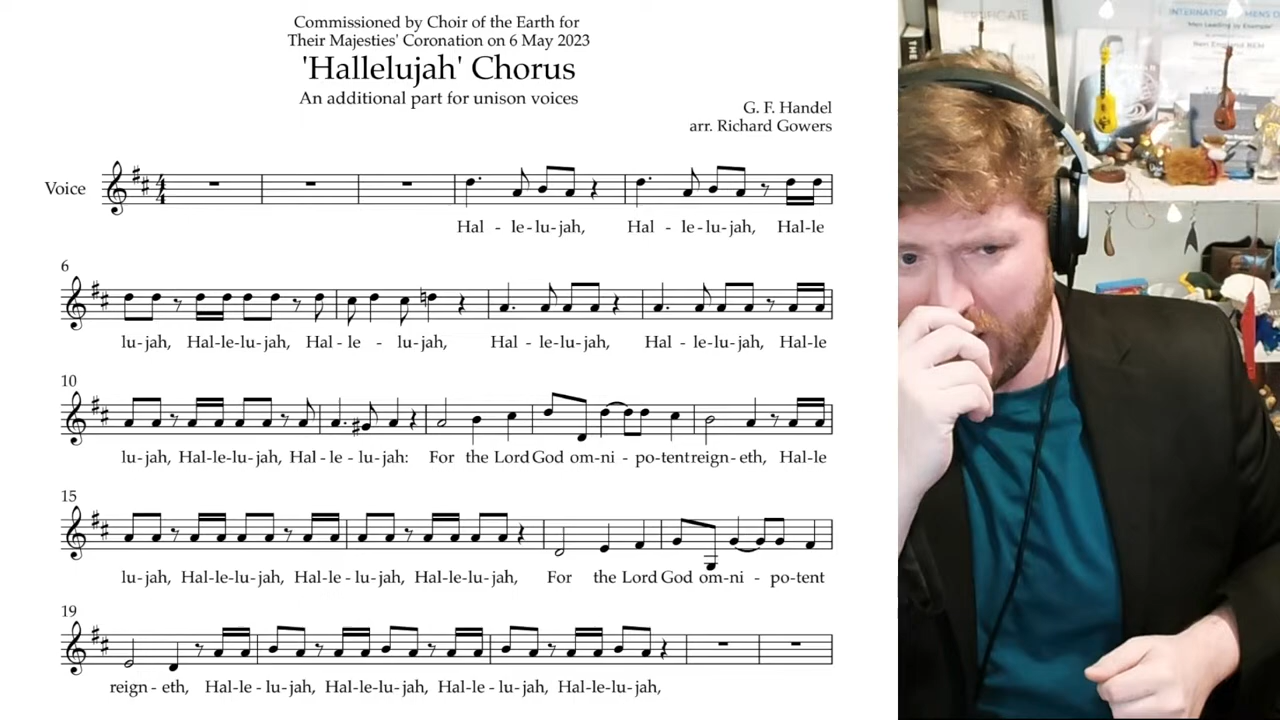 Commissioned by Choir of the Earth for
Their Majesties' Coronation on 6 May 2023
'Hallelujah' Chorus
An additional part for unison voices
G. F. Handel
arr. Richard Gowers
Voice
Hal - le - lu - jah, Hal - le - lu - jah, Hal-le
6
lu - jah, Hal-le-lu-jah, Hal - le - lu-jah, Hal - le-lu-jah, Hal - le-lu-jah, Hal-le
10
lu-jah, Hal-le-lu-jah, Hal-le-lu-jah: For the Lord God om-ni - po-tent reign-eth, Hal-le
15
lu-jah, Hal-le-lu-jah, Hal-le-lu-jah, Hal-le-lu-jah, For the Lord God om-ni - po-tent
19
reign-eth, Hal-le-lu-jah, Hal-le-lu-jah, Hal-le-lu-jah, Hal-le-lu-jah,
THE
INTERNATIONAL MEN'S D